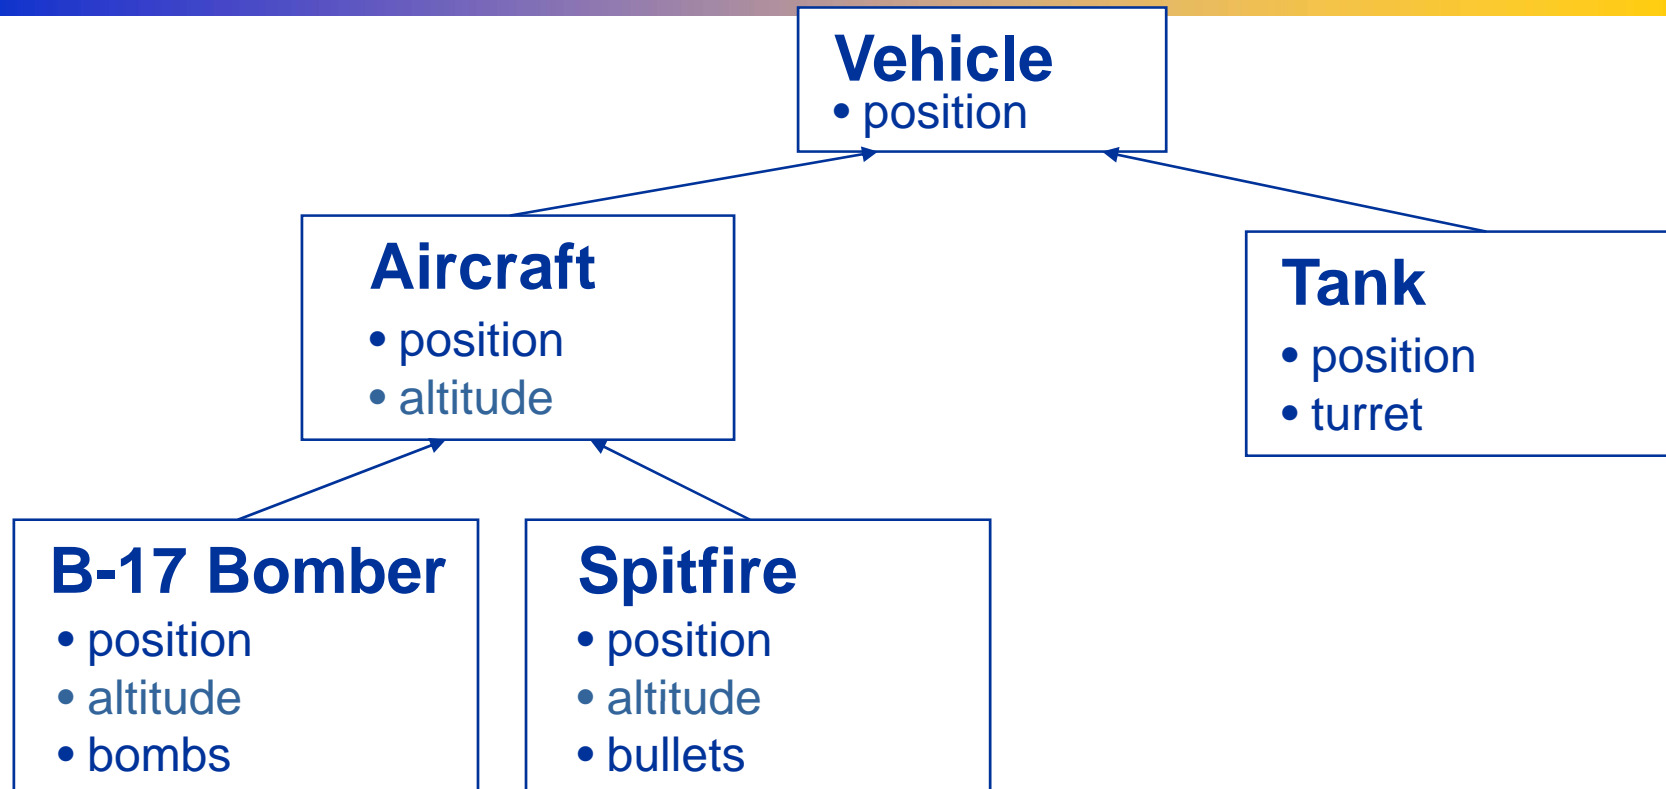 Vehicle
• position
Aircraft
• position
• altitude
Tank
• position
• turret
B-17 Bomber
• position
• altitude
• bombs
Spitfire
• position
• altitude
• bullets